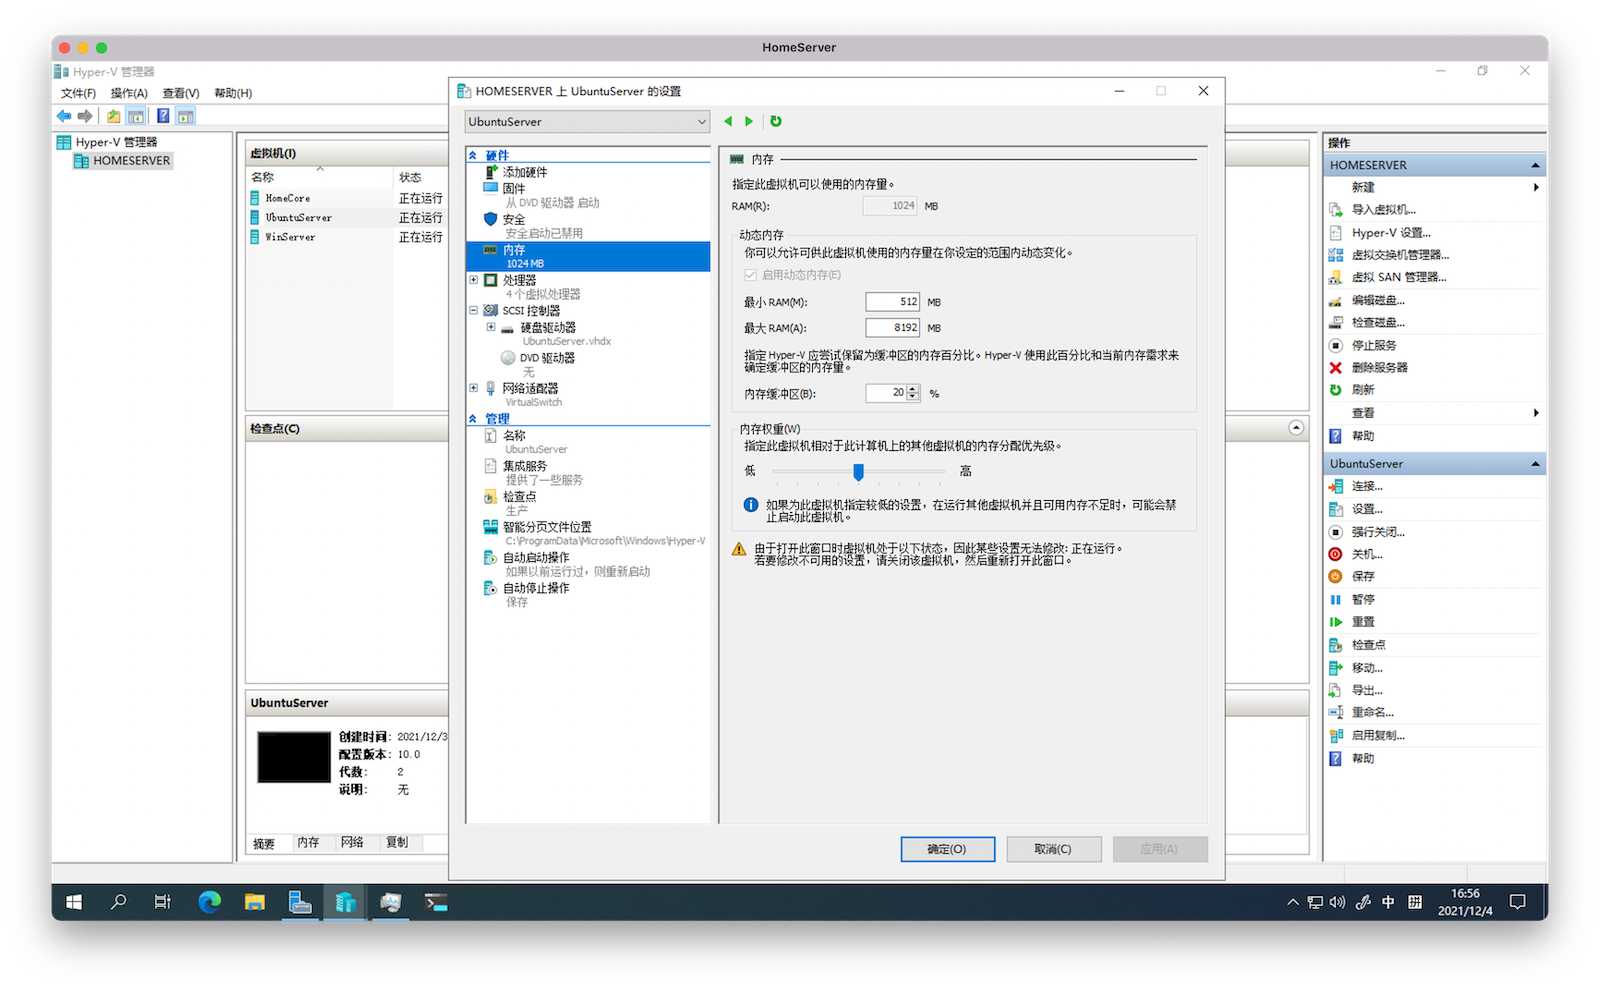 HomeServer
Hyper-V 管理器
文件(F) 操作(A) 查看(V) 帮助(H)
Hyper-V 管理器
HOMESERVER
虚拟机(I)
名称 状态
HomeCore 正在运行
UbuntuServer 正在运行
WinServer 正在运行
检查点(C)
UbuntuServer
创建时间: 2021/12/3
配置版本: 10.0
代数: 2
说明: 无
摘要 内存 网络 复制
HOMESERVER 上 UbuntuServer 的设置
UbuntuServer
硬件
添加硬件
固件
从 DVD 驱动器 启动
安全
安全启动已禁用
内存
1024 MB
处理器
4 个虚拟处理器
SCSI 控制器
硬盘驱动器
UbuntuServer.vhdx
DVD 驱动器
无
网络适配器
VirtualSwitch
管理
名称
UbuntuServer
集成服务
提供了一些服务
检查点
生产
智能分页文件位置
C:\ProgramData\Microsoft\Windows\Hyper-V
自动启动操作
如果以前运行过，则重新启动
自动停止操作
保存
内存
指定此虚拟机可以使用的内存量。
RAM(R): 1024 MB
动态内存
你可以允许可供此虚拟机使用的内存量在你设定的范围内动态变化。
启用动态内存(E)
最小 RAM(M): 512 MB
最大 RAM(A): 8192 MB
指定 Hyper-V 应尝试保留为缓冲区的内存百分比。Hyper-V 使用此百分比和当前内存需求来
确定缓冲区的内存量。
内存缓冲区(B): 20 %
内存权重(W)
指定此虚拟机相对于此计算机上的其他虚拟机的内存分配优先级。
低 高
如果为此虚拟机指定较低的设置，在运行其他虚拟机并且可用内存不足时，可能会禁
止启动此虚拟机。
由于打开此窗口时虚拟机处于以下状态，因此某些设置无法修改: 正在运行。
若要修改不可用的设置，请关闭该虚拟机，然后重新打开此窗口。
确定(O) 取消(C) 应用(A)
操作
HOMESERVER
新建
导入虚拟机...
Hyper-V 设置...
虚拟交换机管理器...
虚拟 SAN 管理器...
编辑磁盘...
检查磁盘...
停止服务
删除服务器
刷新
查看
帮助
UbuntuServer
连接...
设置...
强行关闭...
关机...
保存
暂停
重置
检查点
移动...
导出...
重命名...
启用复制...
帮助
中 拼
16:56
2021/12/4